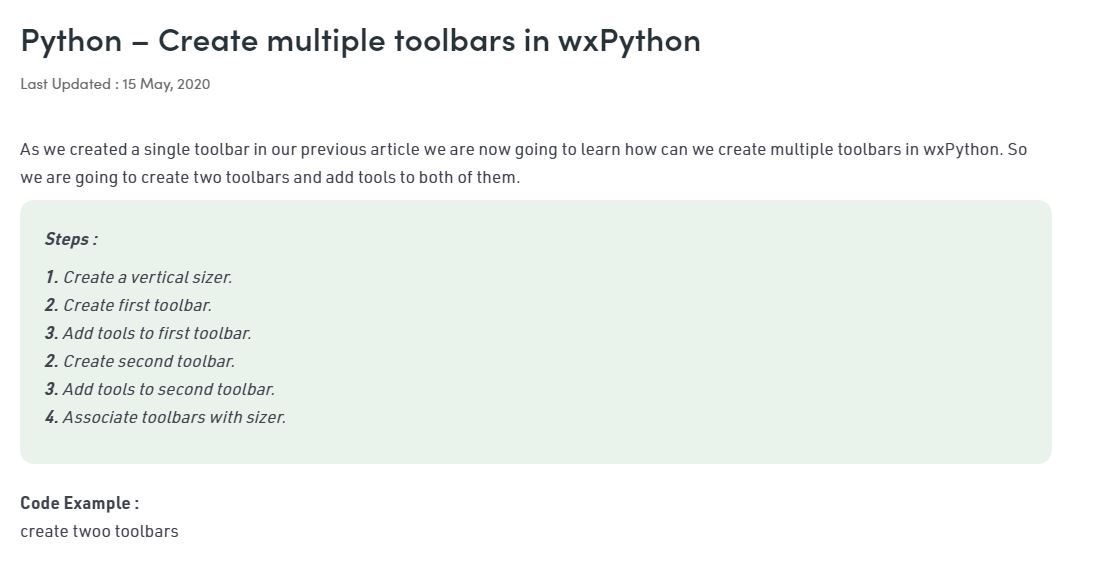 Python – Create multiple toolbars in wxPython
Last Updated : 15 May, 2020
As we created a single toolbar in our previous article we are now going to learn how can we create multiple toolbars in wxPython. So
we are going to create two toolbars and add tools to both of them.
Steps :
1. Create a vertical sizer.
2. Create first toolbar.
3. Add tools to first toolbar.
2. Create second toolbar.
3. Add tools to second toolbar.
4. Associate toolbars with sizer.
Code Example :
create twoo toolbars